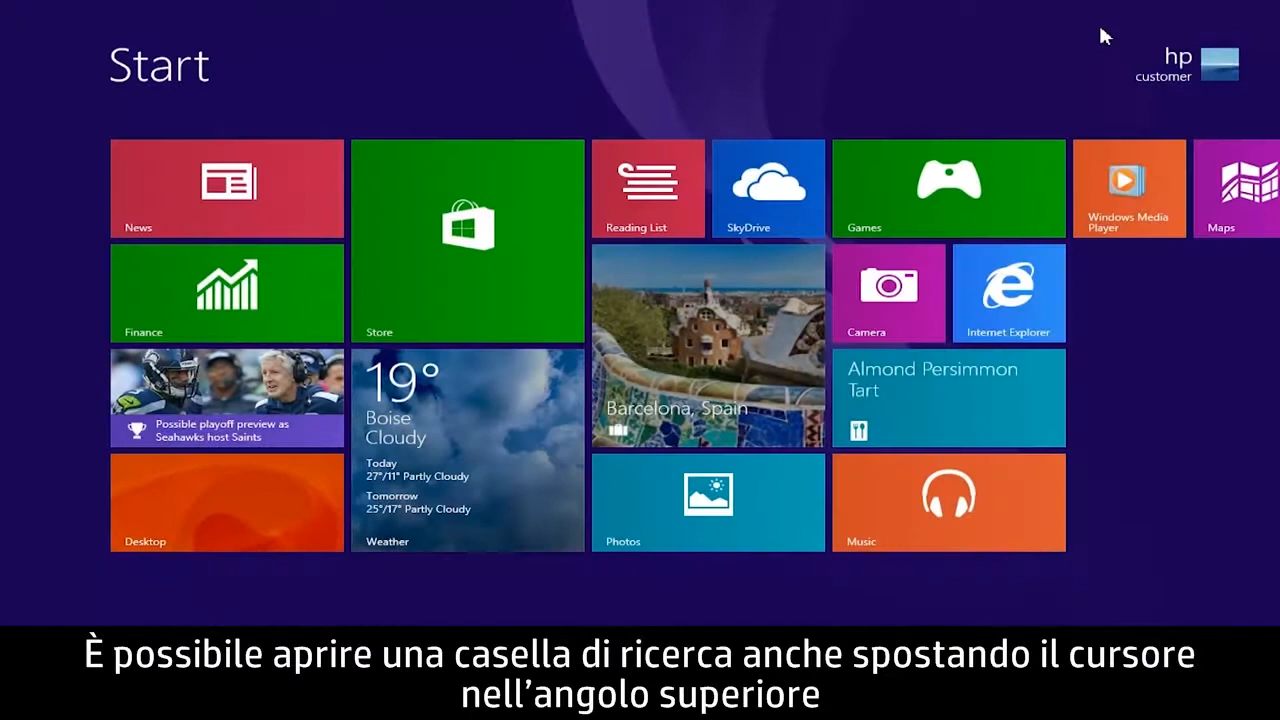 Start
hp
customer
News
Store
Reading List
SkyDrive
Games
Windows Media
Player
Maps
Finance
Camera
Internet Explorer
Possible playoff preview as
Seahawks host Saints
19°
Boise
Cloudy
Today
27°/11° Partly Cloudy
Tomorrow
25°/17° Partly Cloudy
Weather
Barcelona, Spain
Almond Persimmon
Tart
Desktop
Photos
Music
È possibile aprire una casella di ricerca anche spostando il cursore
nell’angolo superiore